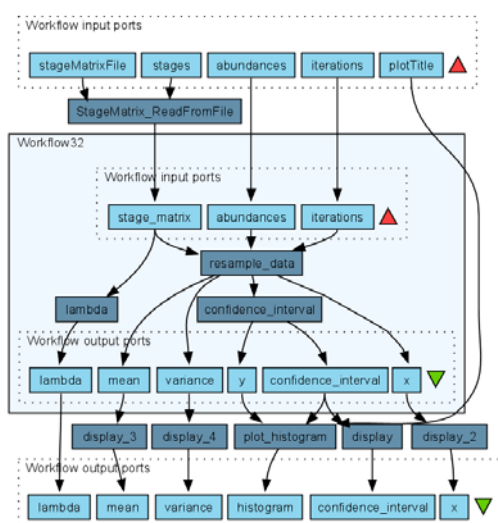 Workflow input ports
stageMatrixFile stages abundances iterations plotTitle
StageMatrix_ReadFromFile
Workflow32
Workflow input ports
stage_matrix abundances iterations
resample_data
lambda confidence_interval
Workflow output ports
lambda mean variance y confidence_interval x
display_3 display_4 plot_histogram display display_2
Workflow output ports
lambda mean variance histogram confidence_interval x